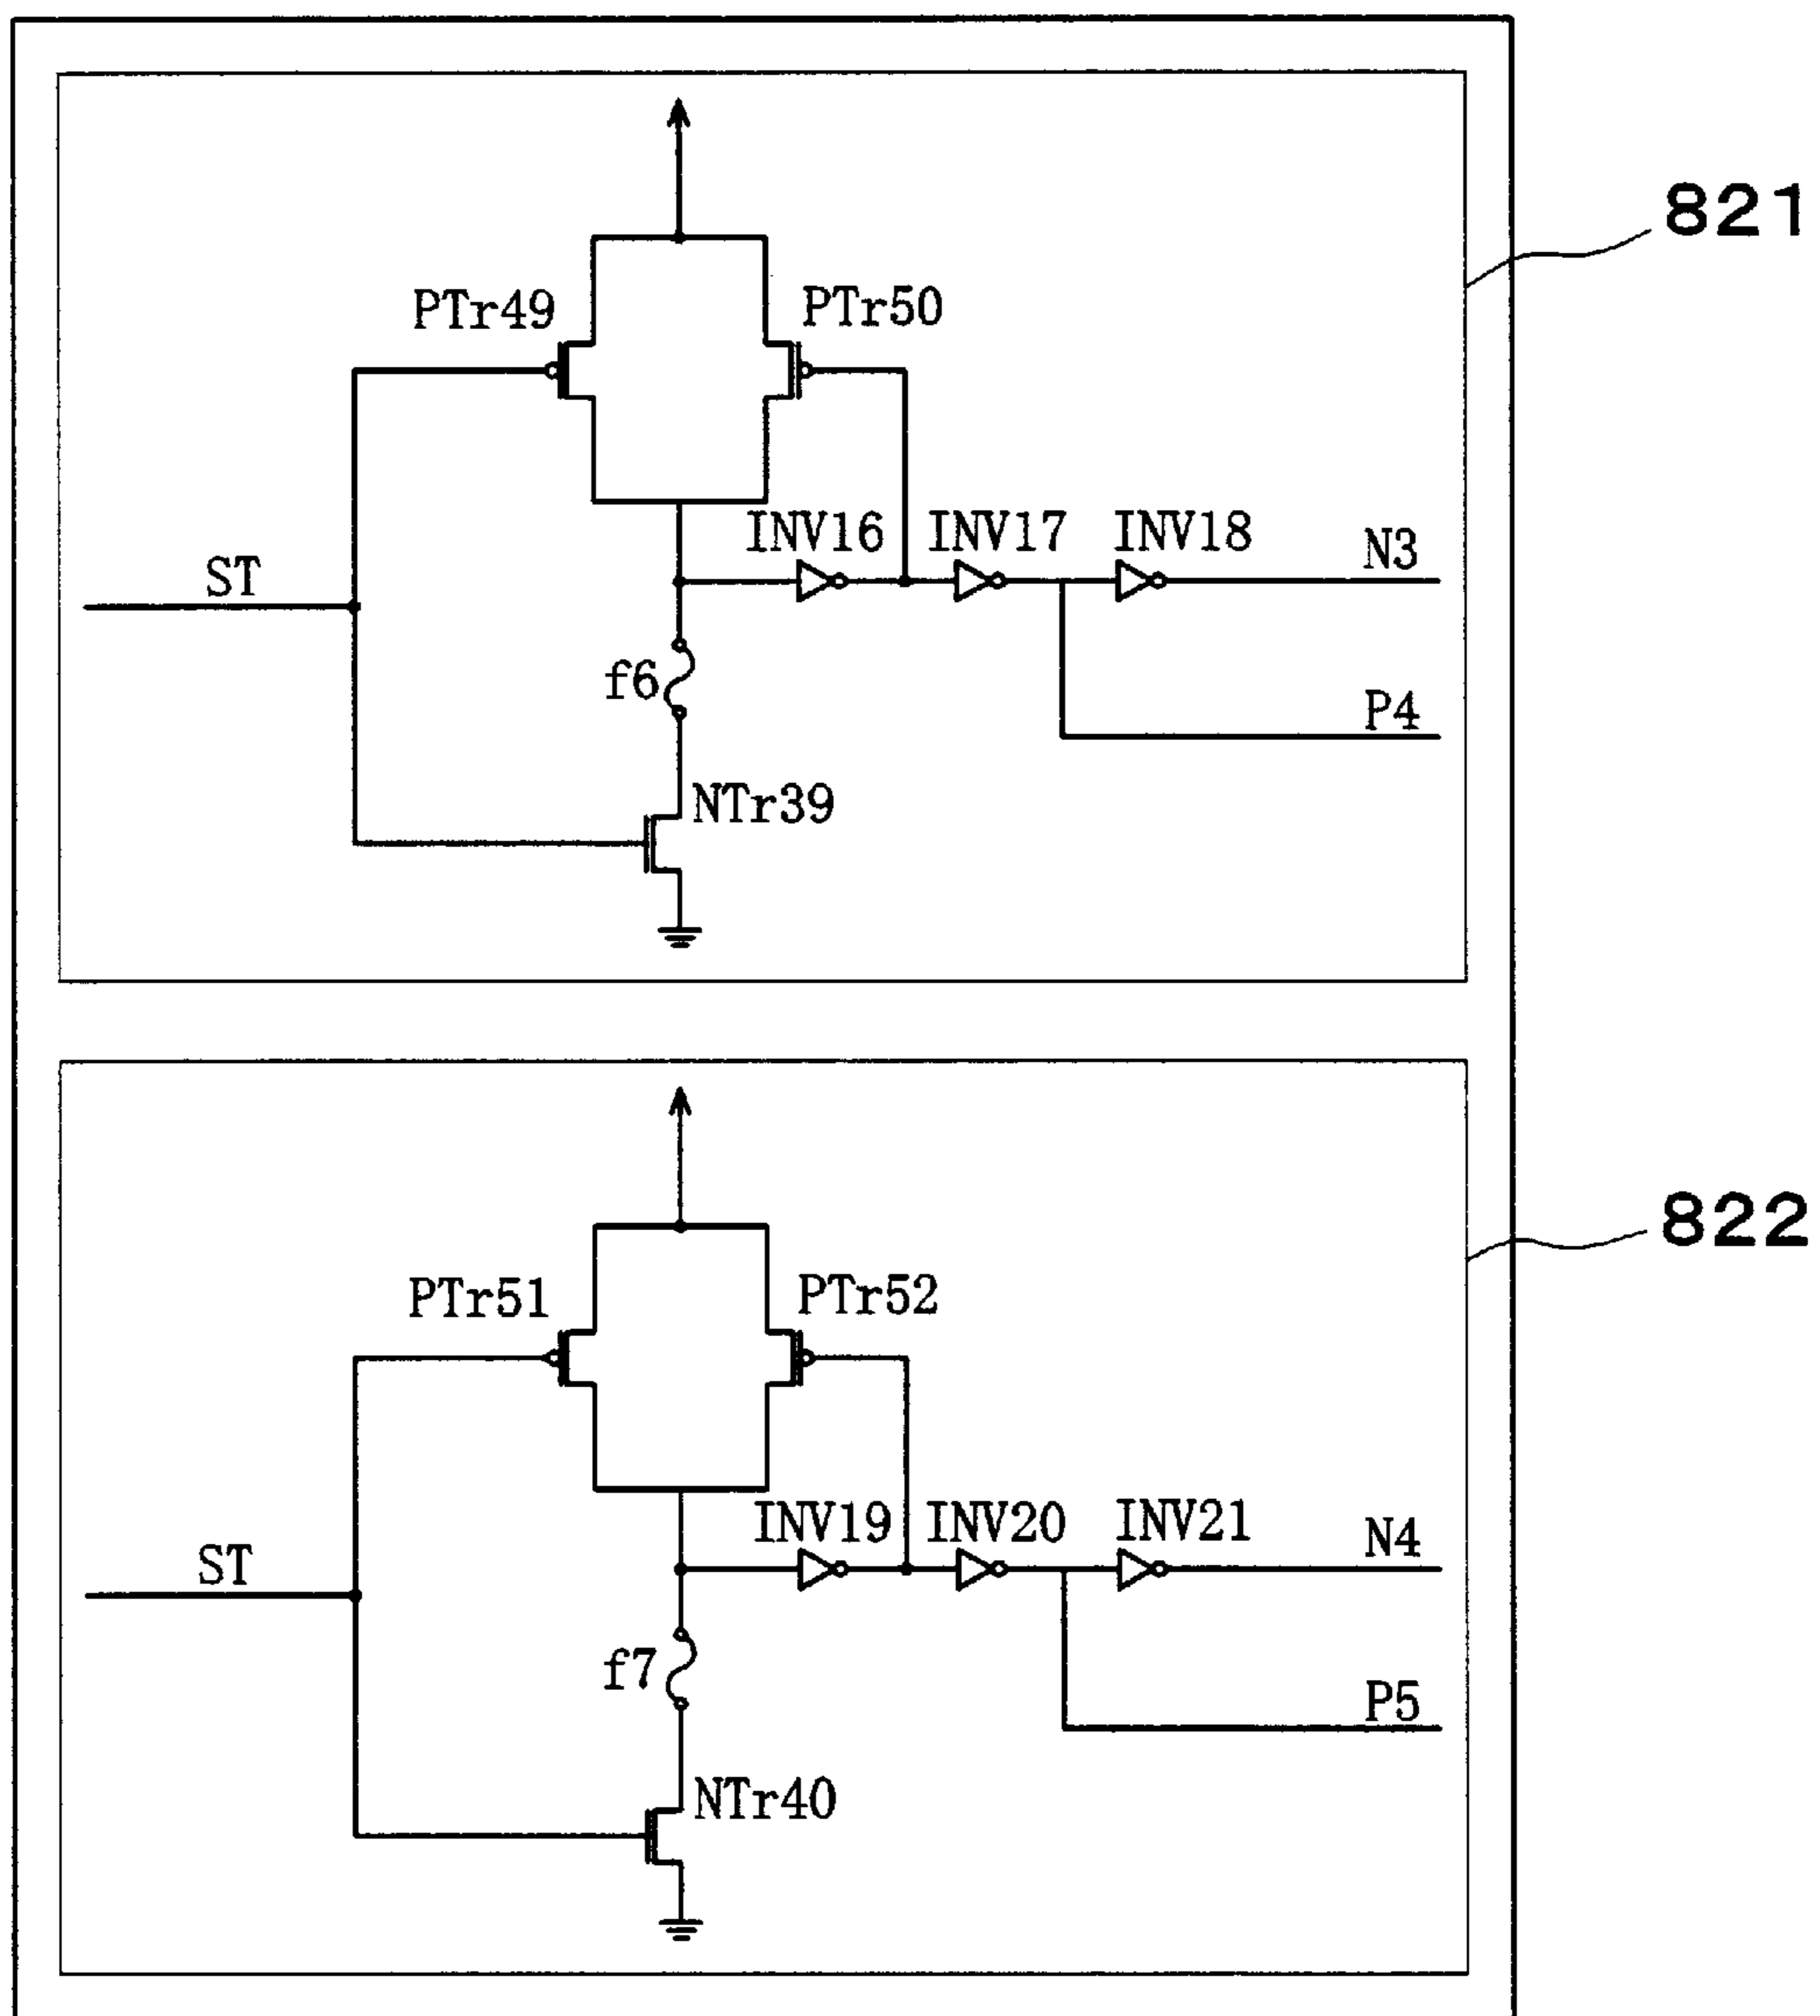 821
PTr49
PTr50
INV16 INV17 INV18
N3
ST
f6
P4
NTr39
822
PTr51
PTr52
INV19 INV20 INV21
N4
ST
f7
P5
NTr40